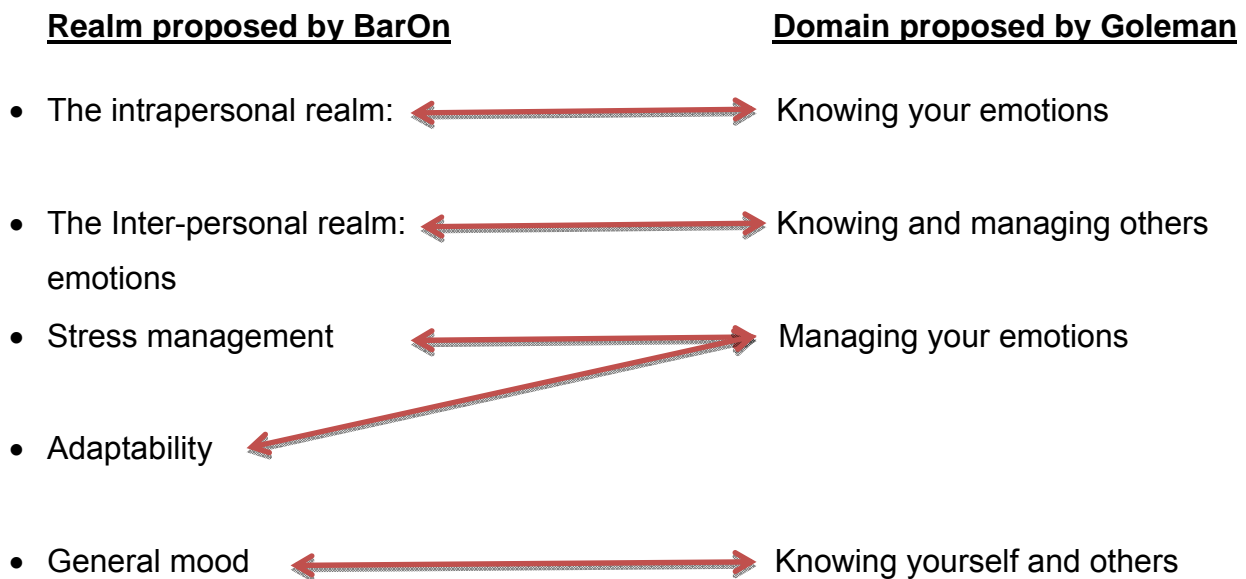 Realm proposed by BarOn Domain proposed by Goleman
• The intrapersonal realm: Knowing your emotions
• The Inter-personal realm: Knowing and managing others
emotions
• Stress management Managing your emotions
• Adaptability
• General mood Knowing yourself and others